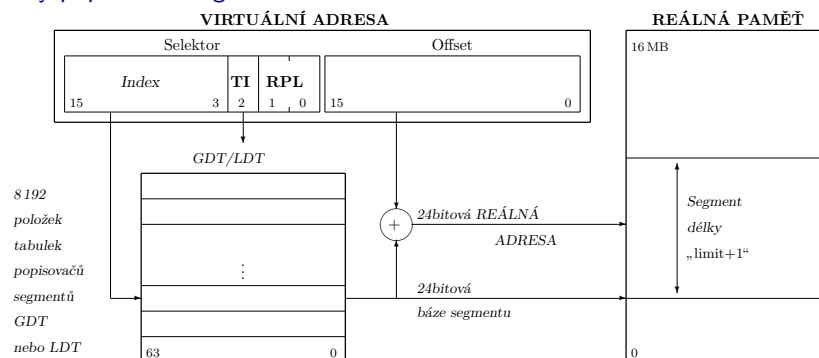 VIRTUÁLNÍ ADRESA
REÁLNÁ PAMĚŤ
Selektor
Offset
16 MB
Index
TI
RPL
15
3
2
1
0
15
0
GDT/LDT
8 192
položek
tabulek
popisovačů
segmentů
GDT
nebo LDT
63
0
+
24bitová REÁLNÁ
ADRESA
24bitová
báze segmentu
Segment
délky
„limit+1“
0